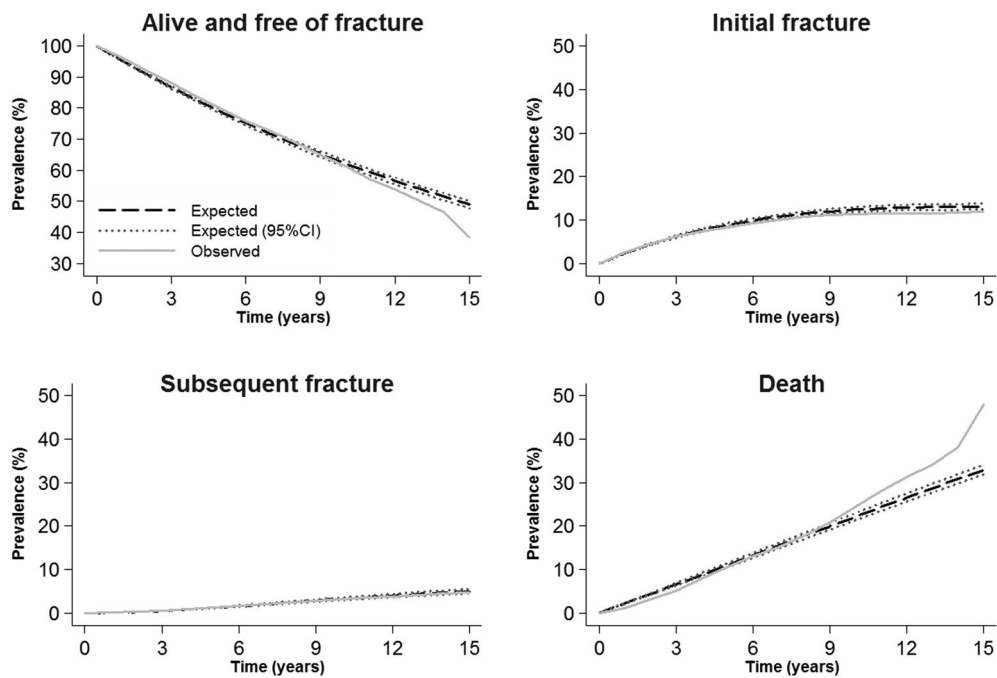 Alive and free of fracture
Prevalence (%)
100
90
80
70
60
50
40
30
Expected
Expected (95%CI)
Observed
0 3 6 9 12 15
Time (years)
Initial fracture
Prevalence (%)
50
40
30
20
10
0
0 3 6 9 12 15
Time (years)
Subsequent fracture
Prevalence (%)
50
40
30
20
10
0
0 3 6 9 12 15
Time (years)
Death
Prevalence (%)
50
40
30
20
10
0
0 3 6 9 12 15
Time (years)